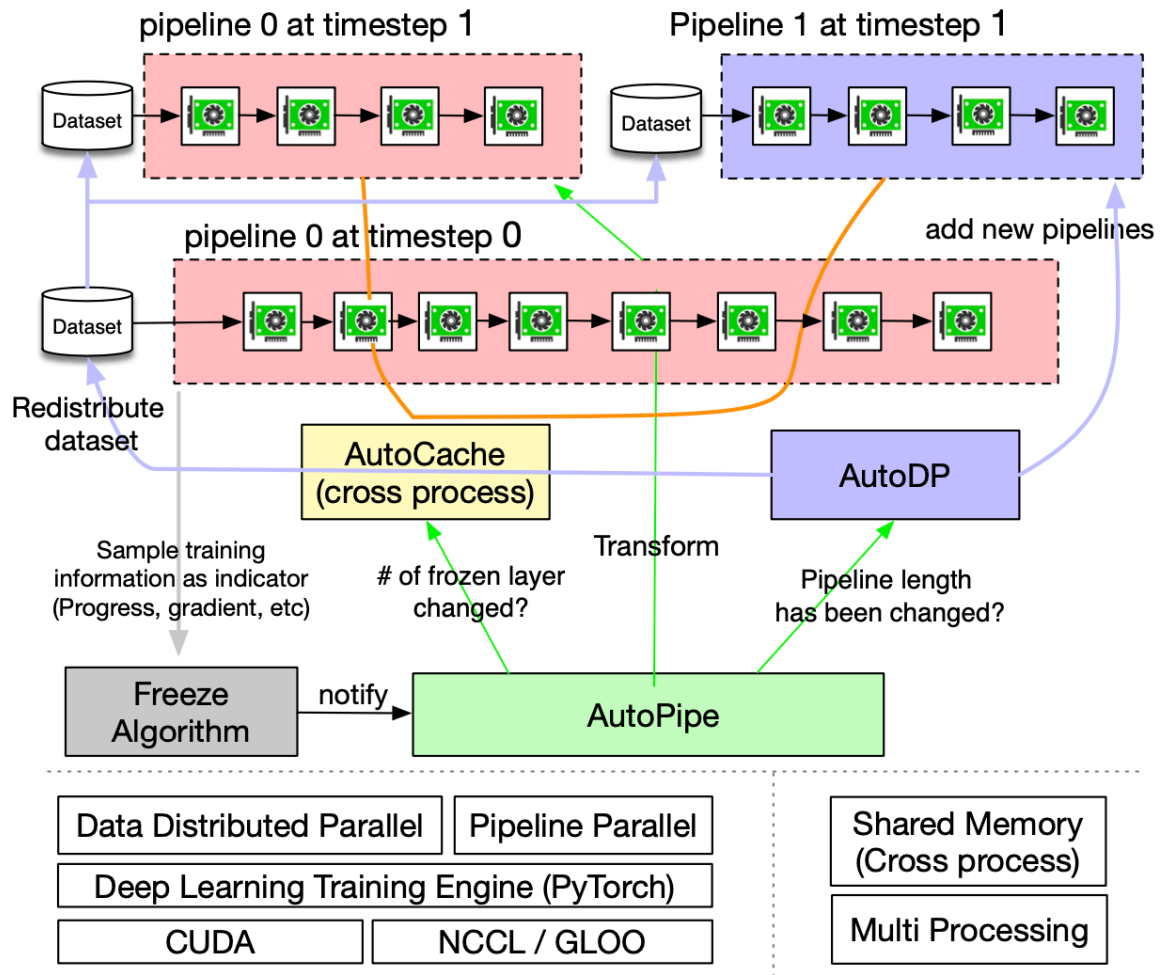 pipeline 0 at timestep 1
Pipeline 1 at timestep 1
Dataset
Dataset
pipeline 0 at timestep 0
add new pipelines
Dataset
Redistribute
dataset
AutoCache
(cross process)
AutoDP
Sample training
information as indicator
(Progress, gradient, etc)
# of frozen layer
changed?
Transform
Pipeline length
has been changed?
Freeze
Algorithm
notify
AutoPipe
Data Distributed Parallel
Pipeline Parallel
Deep Learning Training Engine (PyTorch)
CUDA
NCCL / GLOO
Shared Memory
(Cross process)
Multi Processing